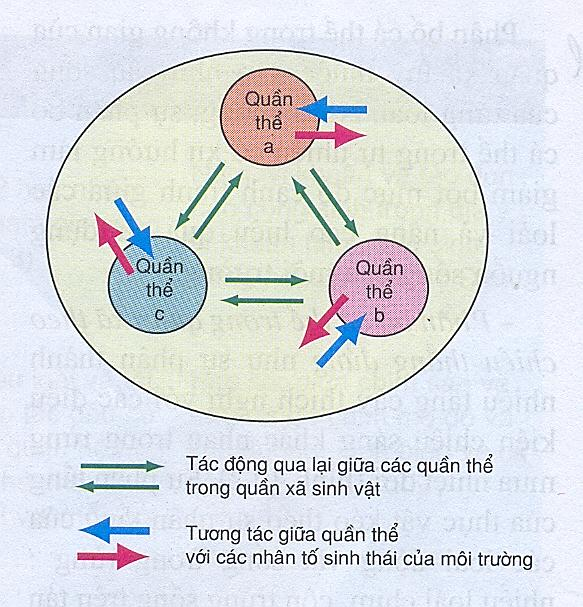 Quần
thể
a
Quần
thể
c
Quần
thể
b
Tác động qua lại giữa các quần thể
trong quần xã sinh vật
Tương tác giữa quần thể
với các nhân tố sinh thái của môi trường